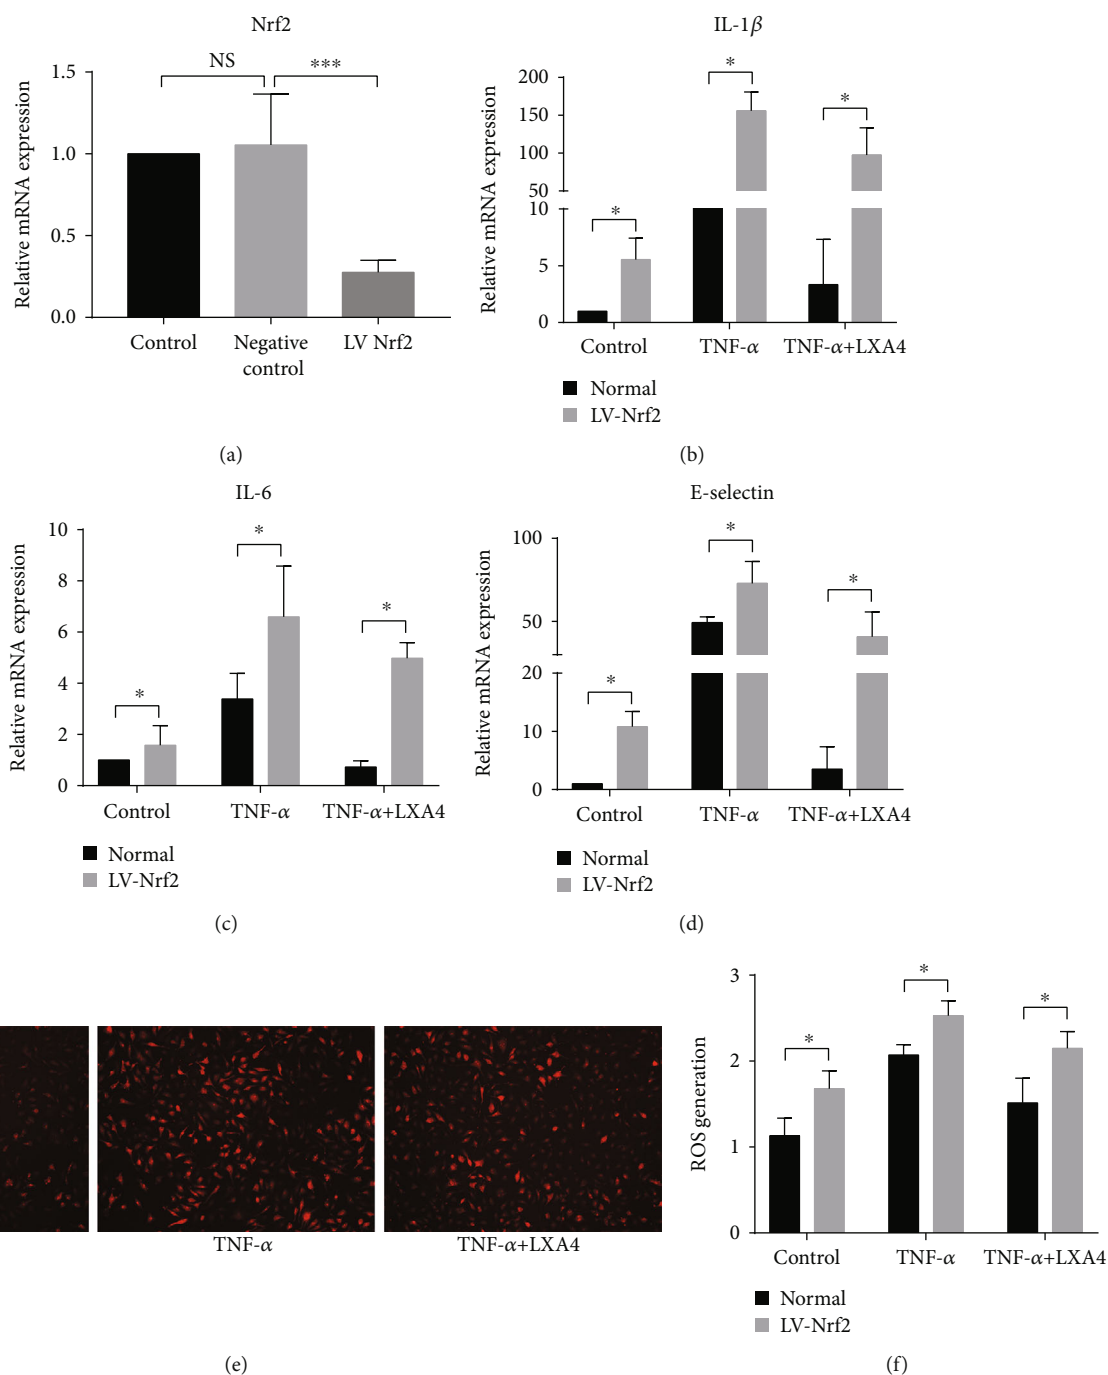 Nrf2
NS
***
Relative mRNA expression
1.5
1.0
0.5
0.0
Control
Negative
control
LV Nrf2
(a)
IL-1β
Relative mRNA expression
200
150
100
50
10
5
0
*
*
*
Control
TNF-α
TNF-α+LXA4
Normal
LV-Nrf2
(b)
IL-6
Relative mRNA expression
10
8
6
4
2
0
*
*
*
Control
TNF-α
TNF-α+LXA4
Normal
LV-Nrf2
(c)
E-selectin
Relative mRNA expression
100
50
20
10
0
*
*
*
Control
TNF-α
TNF-α+LXA4
Normal
LV-Nrf2
(d)
TNF-α
TNF-α+LXA4
(e)
ROS generation
3
2
1
0
*
*
*
Control
TNF-α
TNF-α+LXA4
Normal
LV-Nrf2
(f)